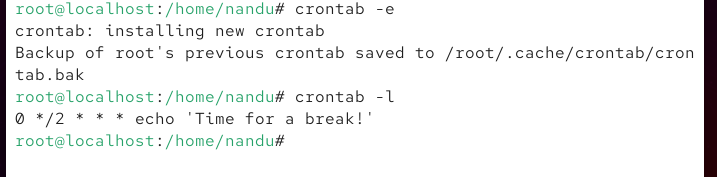 root@localhost:/home/nandu# crontab -e
crontab: installing new crontab
Backup of root's previous crontab saved to /root/.cache/crontab/cron
tab.bak
root@localhost:/home/nandu# crontab -l
0 */2 * * * echo 'Time for a break!'
root@localhost:/home/nandu#